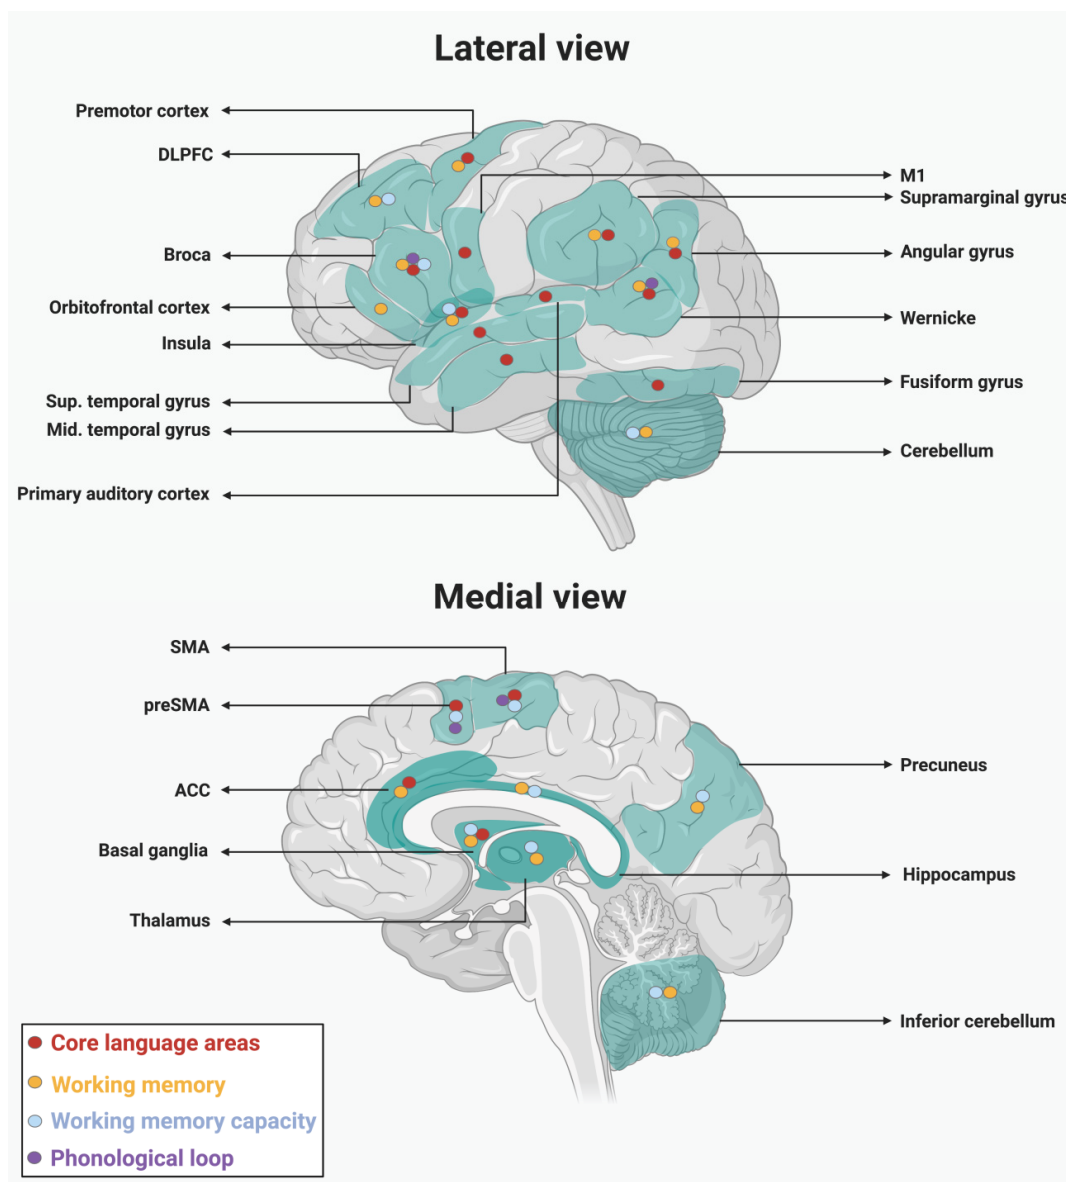 Lateral view
Premotor cortex
DLPFC
Broca
Orbitofrontal cortex
Insula
Sup. temporal gyrus
Mid. temporal gyrus
Primary auditory cortex
M1
Supramarginal gyrus
Angular gyrus
Wernicke
Fusiform gyrus
Cerebellum
Medial view
SMA
preSMA
ACC
Basal ganglia
Thalamus
Precuneus
Hippocampus
Inferior cerebellum
Core language areas
Working memory
Working memory capacity
Phonological loop